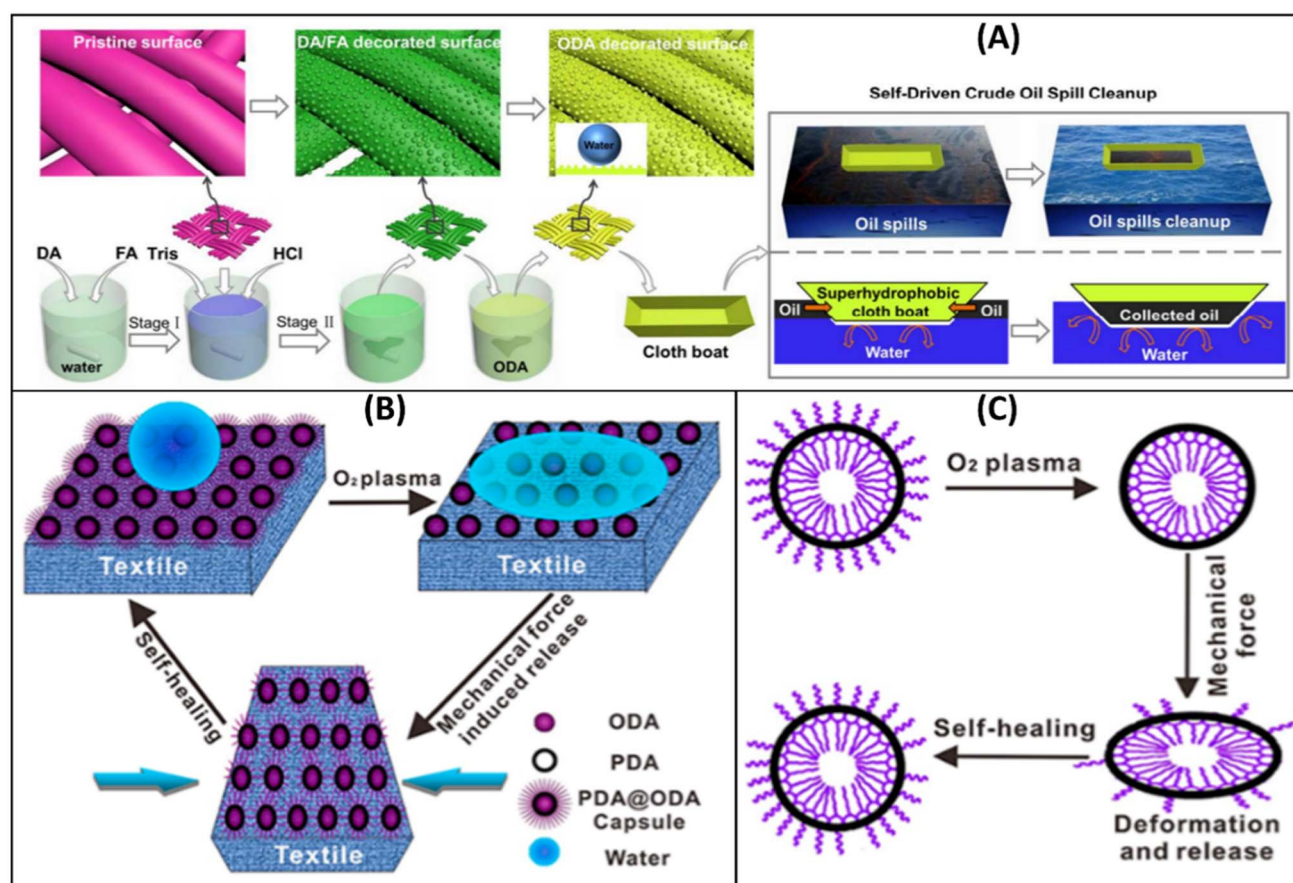 (A)
Pristine surface
DA/FA decorated surface
ODA decorated surface
Water
DA
FA
Tris
HCl
Stage I
Stage II
water
ODA
Cloth boat
Self-Driven Crude Oil Spill Cleanup
Oil spills
Oil spills cleanup
Oil
Superhydrophobic
cloth boat
Oil
Water
Collected oil
Water
(B)
O₂ plasma
Textile
Textile
Self-healing
Mechanical force
induced release
Textile
ODA
PDA
PDA@ODA
Capsule
Water
(C)
O₂ plasma
Mechanical
force
Self-healing
Deformation
and release